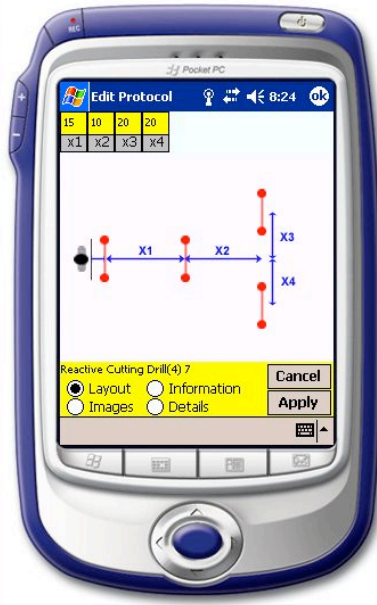 REC
Pocket PC
Edit Protocol 8:24 ok
15 10 20 20
x1 x2 x3 x4
X1 X2 X3
X4
Reactive Cutting Drill(4) 7
Layout Information
Images Details
Cancel
Apply